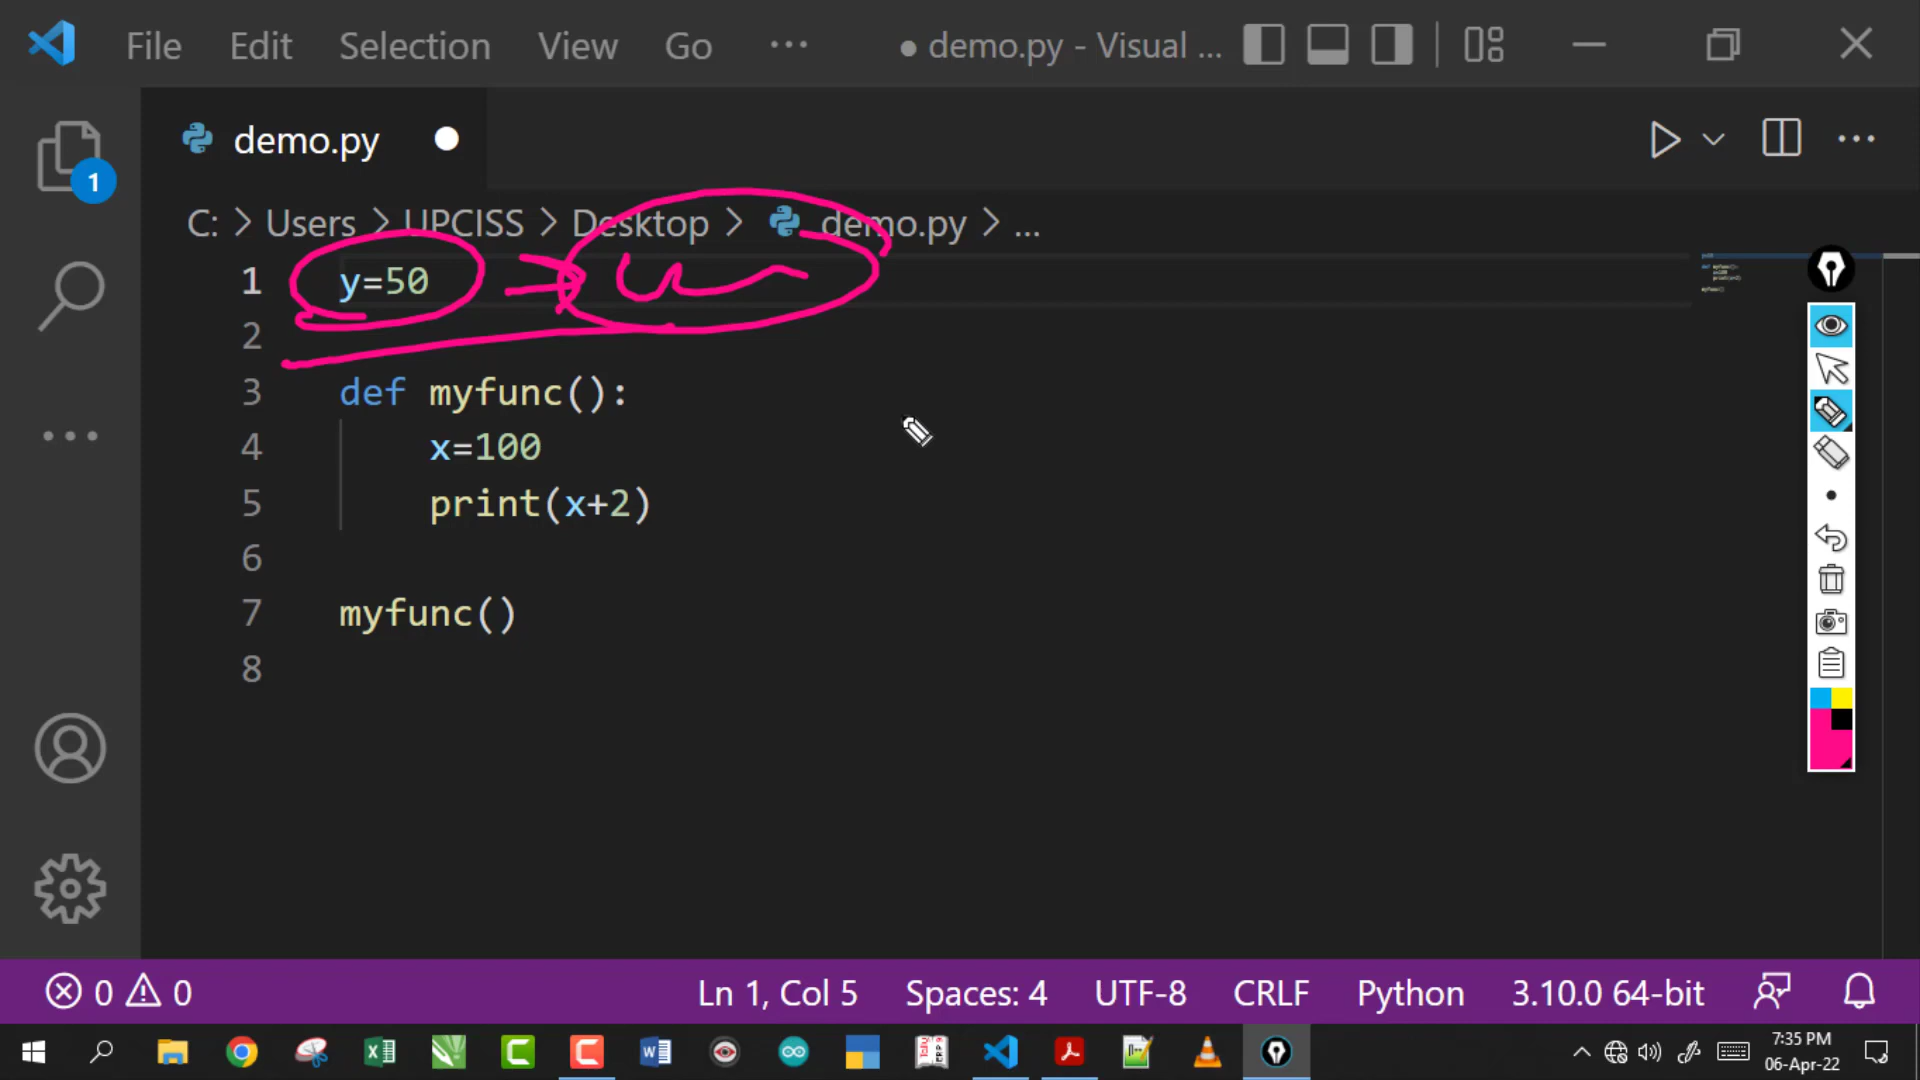 File Edit Selection View Go ··· ● demo.py - Visual ...
demo.py
C: > Users > UPCISS > Desktop > demo.py > ...
1 y=50
2
3 def myfunc():
4 x=100
5 print(x+2)
6
7 myfunc()
8
1
0 0 Ln 1, Col 5 Spaces: 4 UTF-8 CRLF Python 3.10.0 64-bit
7:35 PM
06-Apr-22